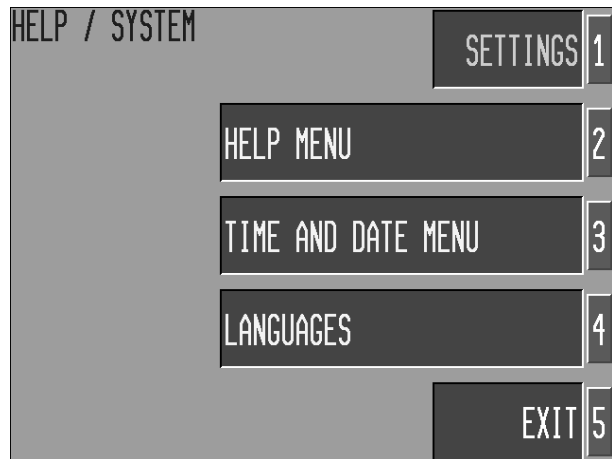 HELP / SYSTEM
SETTINGS 1
HELP MENU 2
TIME AND DATE MENU 3
LANGUAGES 4
EXIT 5